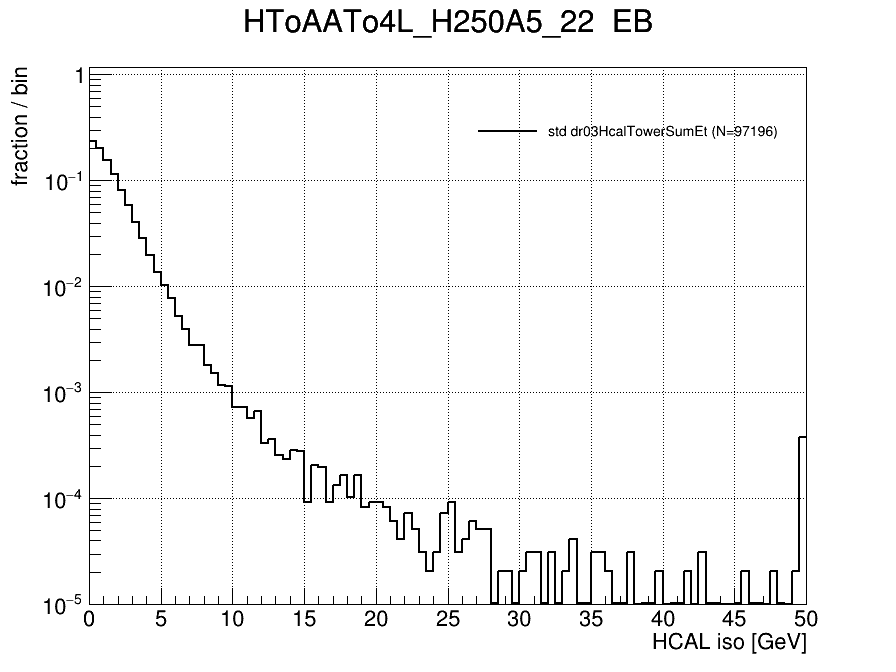 HToAATo4L_H250A5_22 EB
fraction / bin
1
10⁻¹
10⁻²
10⁻³
10⁻⁴
10⁻⁵
std dr03HcalTowerSumEt (N=97196)
0 5 10 15 20 25 30 35 40 45 50
HCAL iso [GeV]